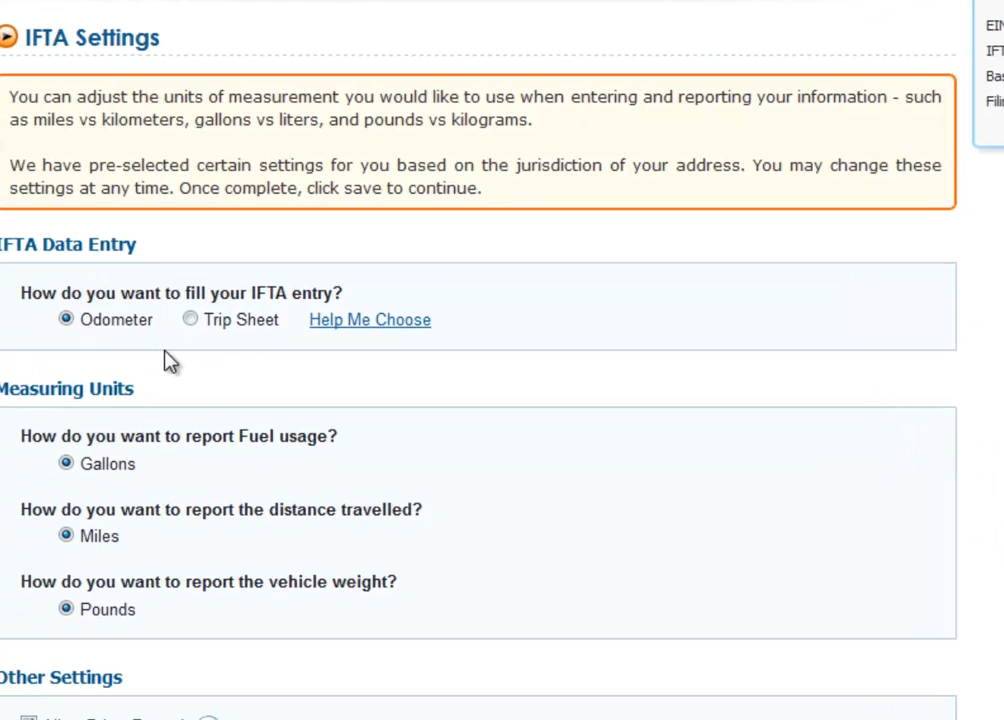 IFTA Settings
You can adjust the units of measurement you would like to use when entering and reporting your information - such
as miles vs kilometers, gallons vs liters, and pounds vs kilograms.
We have pre-selected certain settings for you based on the jurisdiction of your address. You may change these
settings at any time. Once complete, click save to continue.
IFTA Data Entry
How do you want to fill your IFTA entry?
Odometer Trip Sheet Help Me Choose
Measuring Units
How do you want to report Fuel usage?
Gallons
How do you want to report the distance travelled?
Miles
How do you want to report the vehicle weight?
Pounds
Other Settings